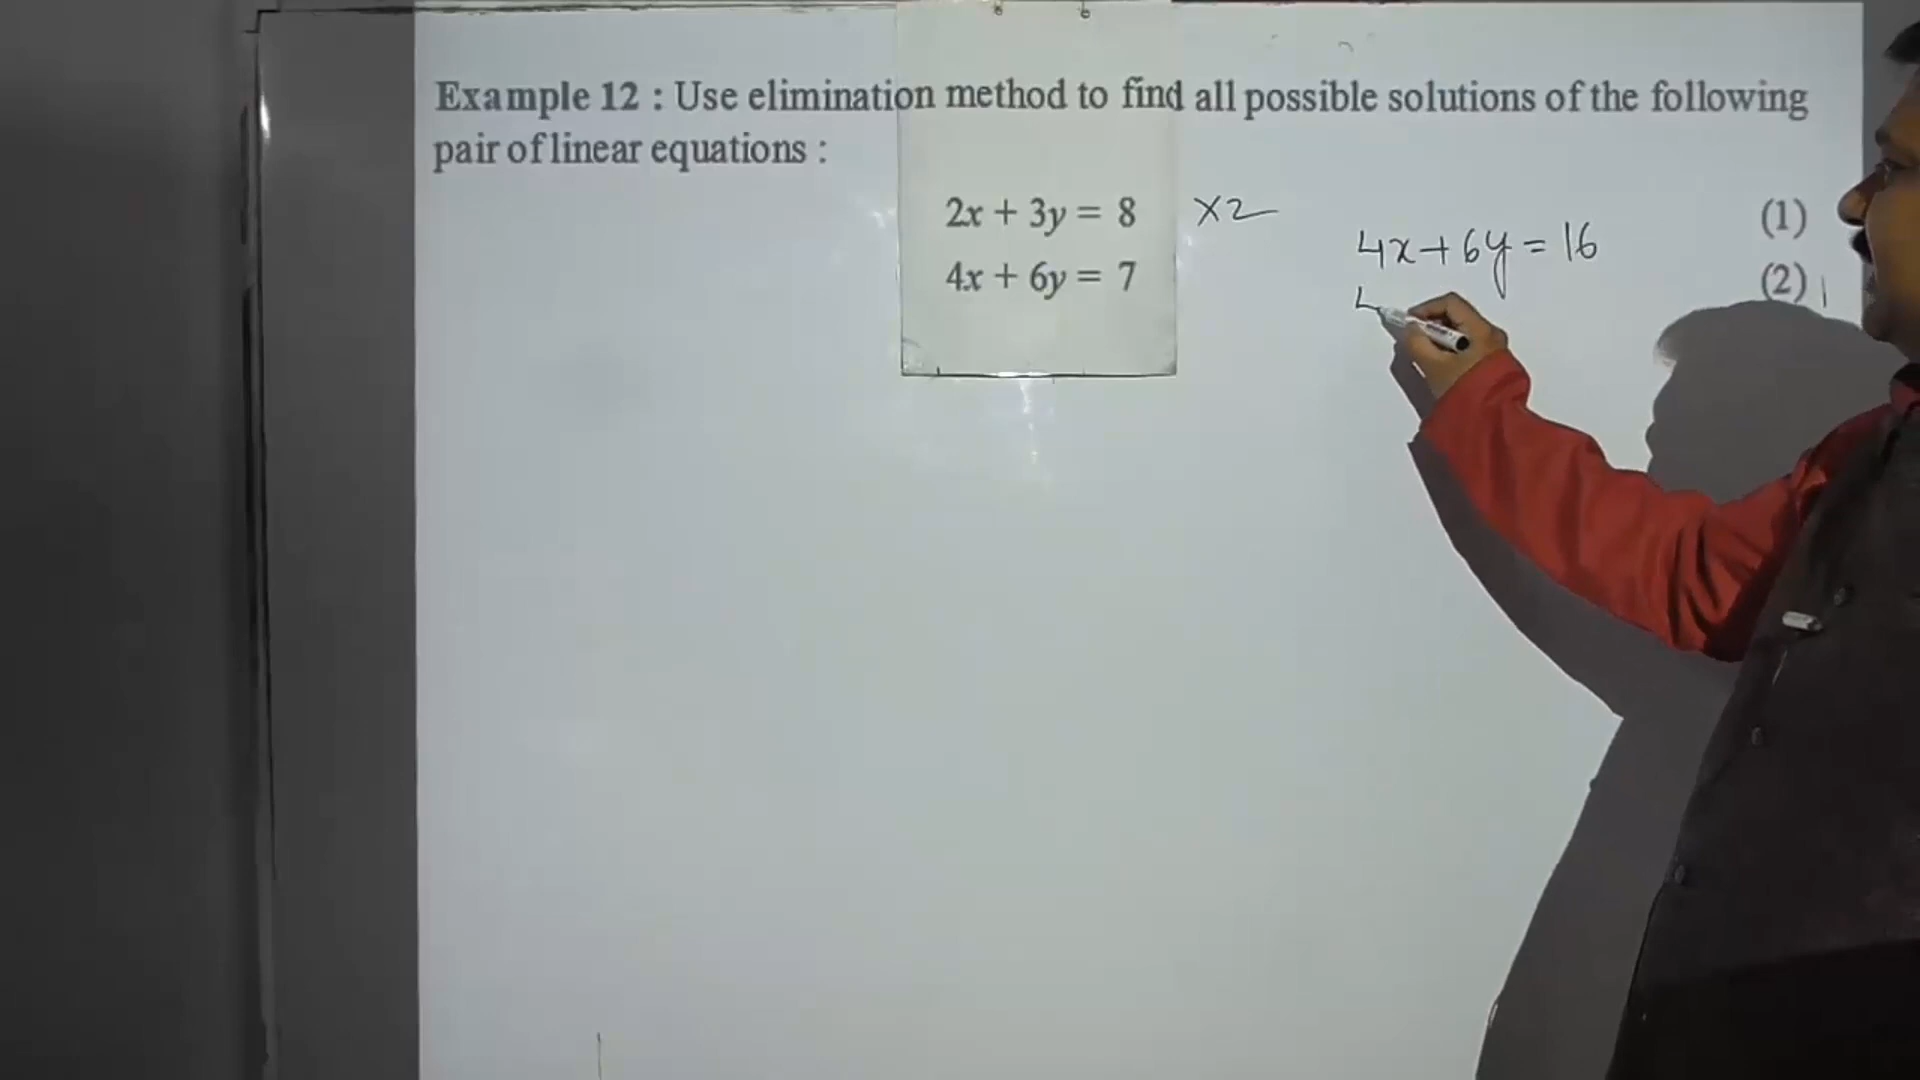 Example 12 : Use elimination method to find all possible solutions of the following
pair of linear equations :
2x + 3y = 8 ×2 (1)
4x + 6y = 16
4x + 6y = 7 (2)
4